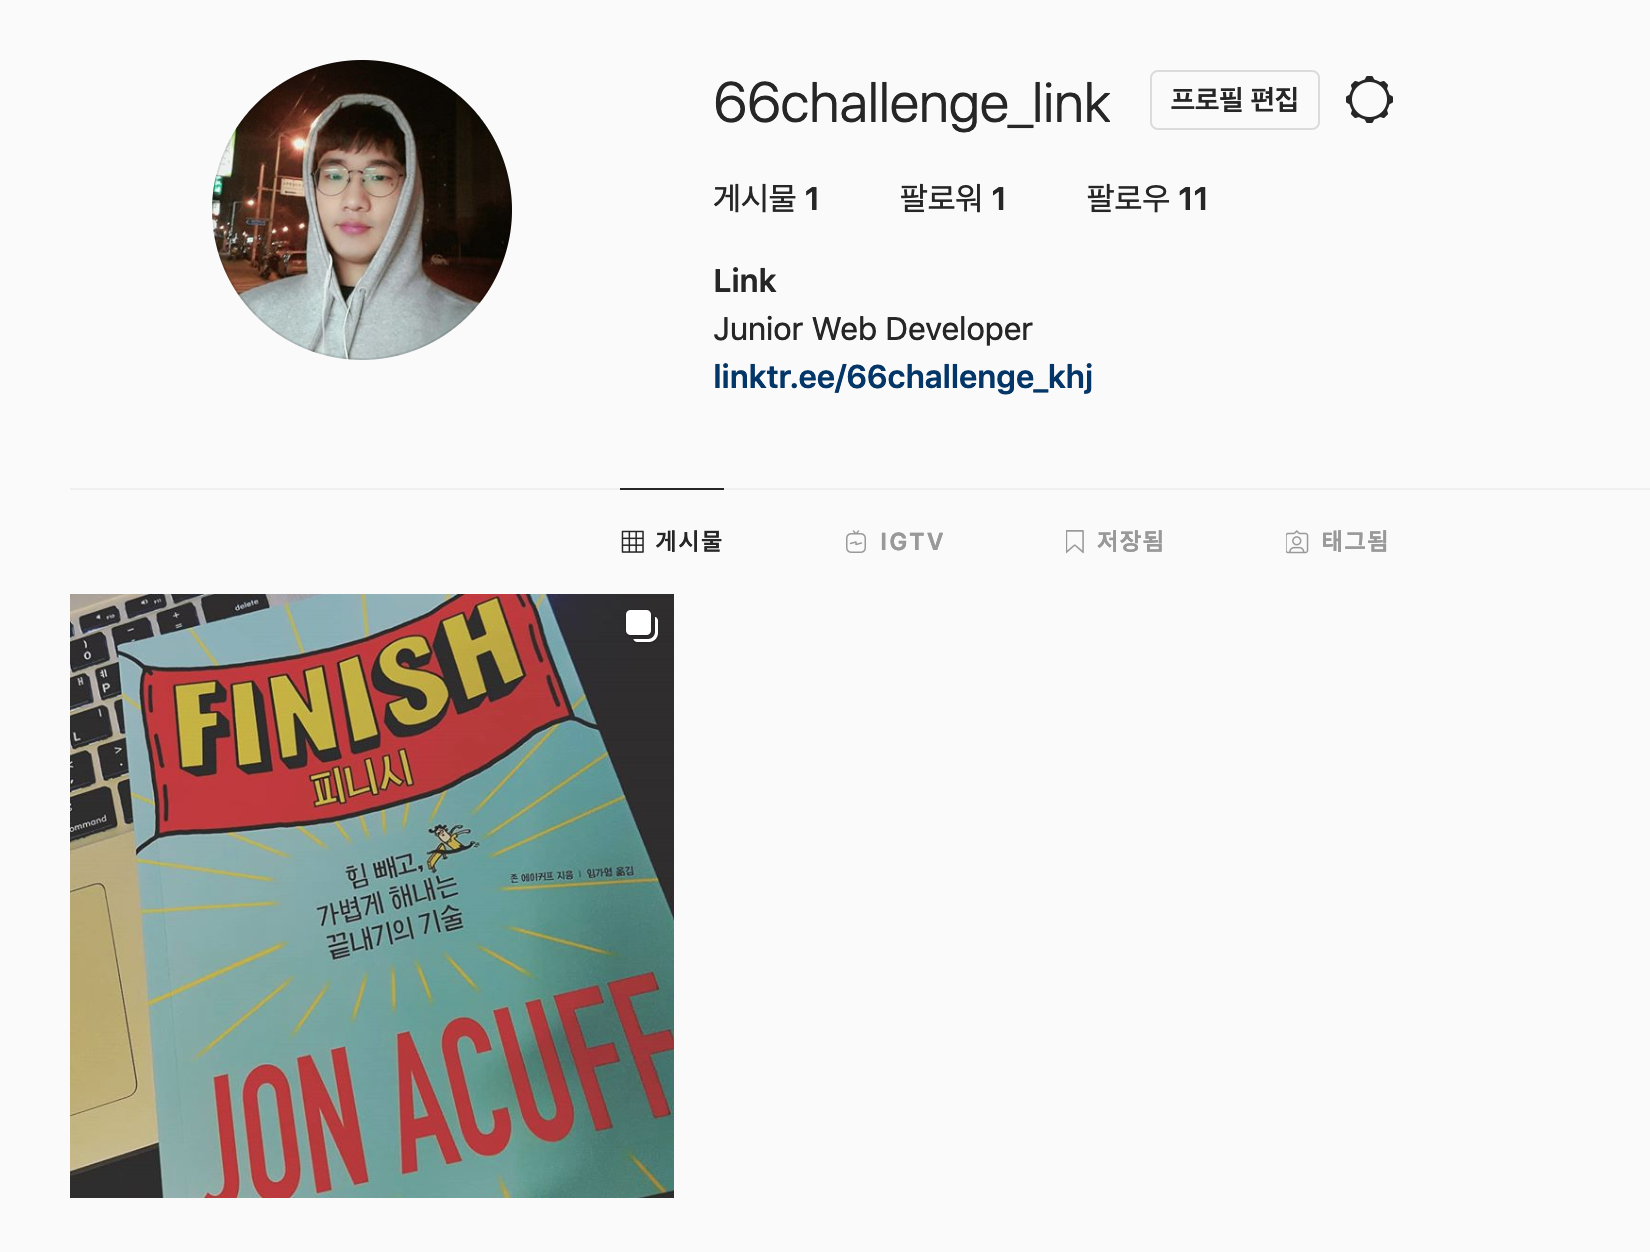 66challenge_link 프로필 편집
게시물 1 팔로워 1 팔로우 11
Link
Junior Web Developer
linktr.ee/66challenge_khj
게시물 IGTV 저장됨 태그됨
delete
FINISH
피니시
힘 빼고,
가볍게 해내는
끝내기의 기술
존 에이커프 지음 | 임가영 옮김
JON ACUFF